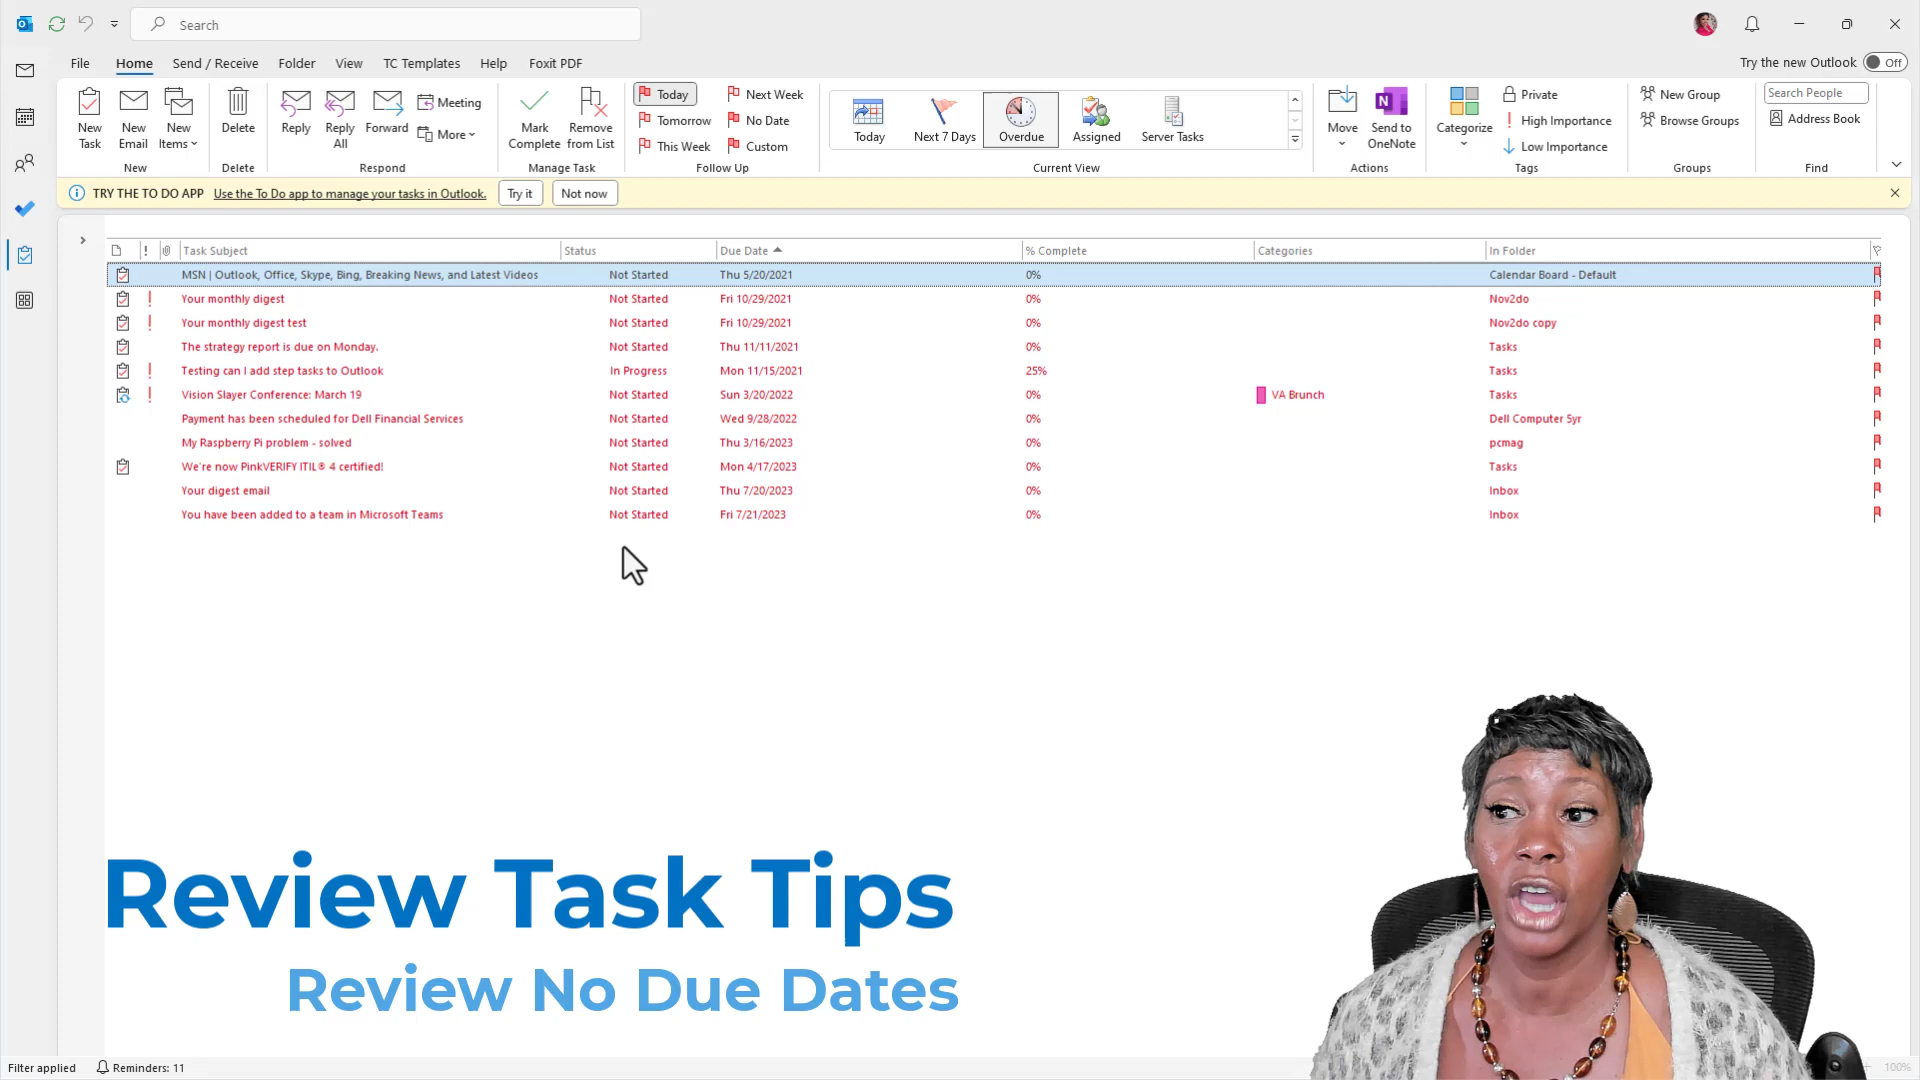 Search
File Home Send / Receive Folder View TC Templates Help Foxit PDF
Try the new Outlook Off
New Task
New Email
New Items
New
Delete
Delete
Reply
Reply All
Forward
Meeting
More
Respond
Mark Complete
Remove from List
Manage Task
Today
Tomorrow
This Week
Next Week
No Date
Custom
Follow Up
Today
Next 7 Days
Overdue
Assigned
Server Tasks
Current View
Move
Send to OneNote
Actions
Categorize
Private
High Importance
Low Importance
Tags
New Group
Browse Groups
Groups
Search People
Address Book
Find
TRY THE TO DO APP Use the To Do app to manage your tasks in Outlook. Try it Not now
Task Subject Status Due Date % Complete Categories In Folder
MSN | Outlook, Office, Skype, Bing, Breaking News, and Latest Videos Not Started Thu 5/20/2021 0% Calendar Board - Default
Your monthly digest Not Started Fri 10/29/2021 0% Nov2do
Your monthly digest test Not Started Fri 10/29/2021 0% Nov2do copy
The strategy report is due on Monday. Not Started Thu 11/11/2021 0% Tasks
Testing can I add step tasks to Outlook In Progress Mon 11/15/2021 25% Tasks
Vision Slayer Conference: March 19 Not Started Sun 3/20/2022 0% VA Brunch Tasks
Payment has been scheduled for Dell Financial Services Not Started Wed 9/28/2022 0% Dell Computer 5yr
My Raspberry Pi problem - solved Not Started Thu 3/16/2023 0% pcmag
We're now PinkVERIFY ITIL® 4 certified! Not Started Mon 4/17/2023 0% Tasks
Your digest email Not Started Thu 7/20/2023 0% Inbox
You have been added to a team in Microsoft Teams Not Started Fri 7/21/2023 0% Inbox
Review Task Tips
Review No Due Dates
Filter applied Reminders: 11 100%